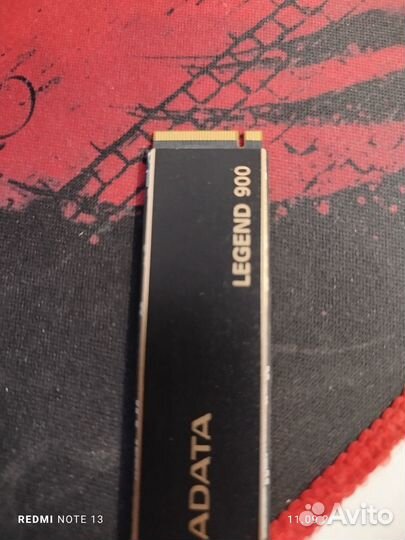 LEGEND 900
ADATA
REDMI NOTE 13
Avito